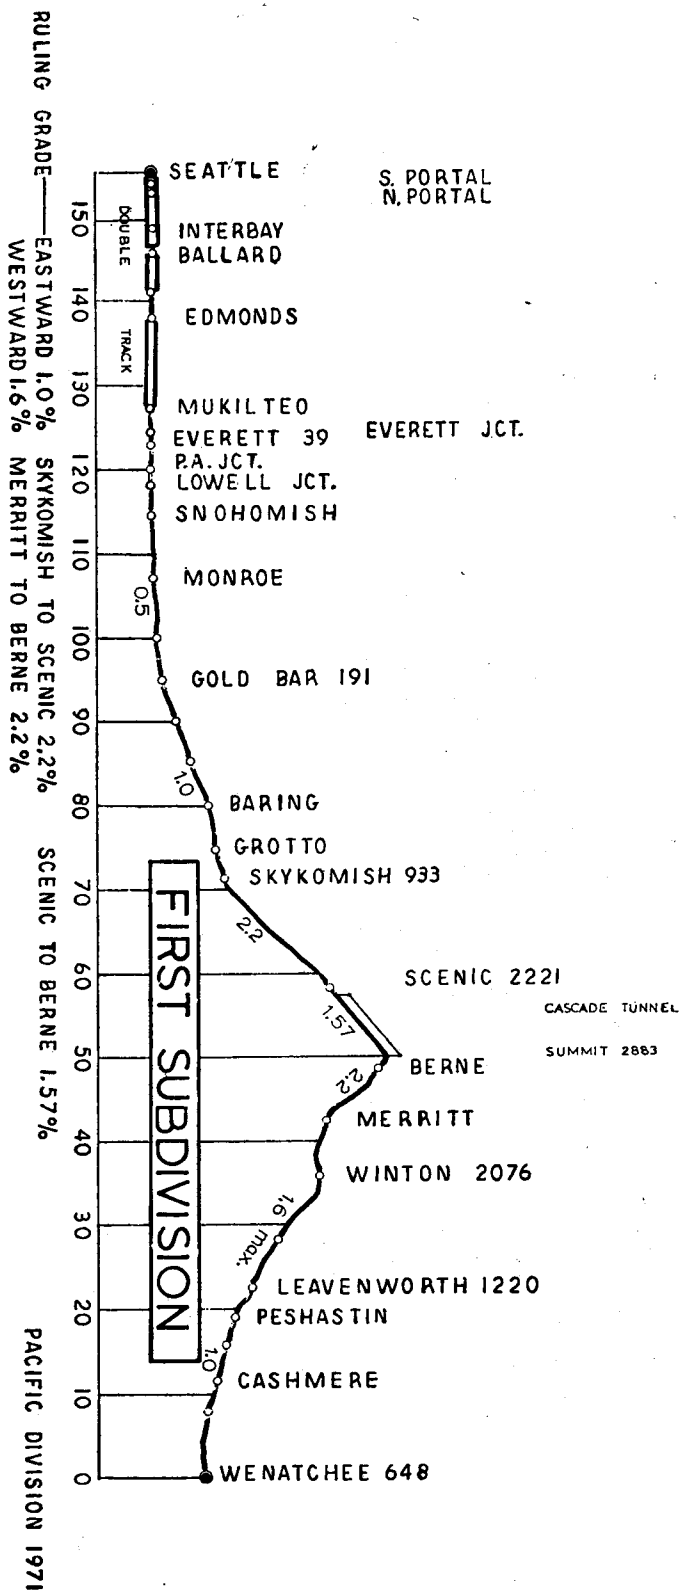 SEATTLE
S. PORTAL
N. PORTAL
INTERBAY
BALLARD
EDMONDS
MUKILTEO
EVERETT 39
EVERETT JCT.
P.A. JCT.
LOWELL JCT.
SNOHOMISH
MONROE
GOLD BAR 191
BARING
GROTTO
SKYKOMISH 933
SCENIC 2221
CASCADE TUNNEL
SUMMIT 2883
BERNE
MERRITT
WINTON 2076
LEAVENWORTH 1220
PESHASTIN
CASHMERE
WENATCHEE 648
DOUBLE TRACK
0.5
1.0
2.2
1.57
2.2
1.6 max.
1.0
FIRST SUBDIVISION
150 140 130 120 110 100 90 80 70 60 50 40 30 20 10 0
RULING GRADE—EASTWARD 1.0% SKYKOMISH TO SCENIC 2.2% SCENIC TO BERNE 1.57%
WESTWARD 1.6% MERRITT TO BERNE 2.2%
PACIFIC DIVISION 1971